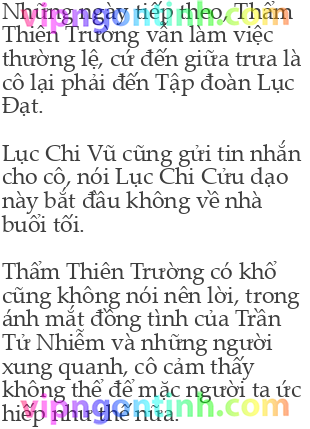 Những ngày tiếp theo, Thẩm
Thiên Trường vẫn làm việc
thường lệ, cứ đến giữa trưa là
cô lại phải đến Tập đoàn Lục
Đạt.
Lục Chi Vũ cũng gửi tin nhắn
cho cô, nói Lục Chi Cửu dạo
này bắt đầu không về nhà
buổi tối.
Thẩm Thiên Trường có khổ
cũng không nói nên lời, trong
ánh mắt đồng tình của Trần
Tử Nhiễm và những người
xung quanh, cô cảm thấy
không thể để mặc người ta ức
hiếp như thế nữa.
vipngontinh.com
vipngontinh.com